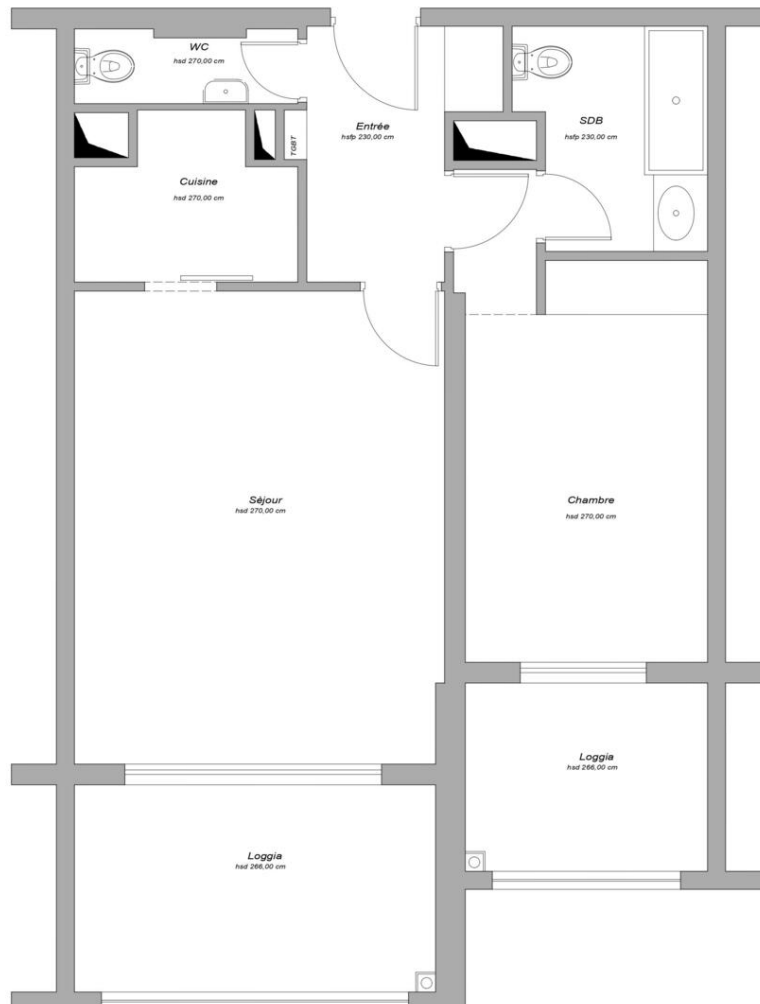 WC
hsd 270,00 cm
Entrée
hsfp 230,00 cm
SDB
hsfp 230,00 cm
TGBT
Cuisine
hsd 270,00 cm
Séjour
hsd 270,00 cm
Chambre
hsd 270,00 cm
Loggia
hsd 266,00 cm
Loggia
hsd 266,00 cm